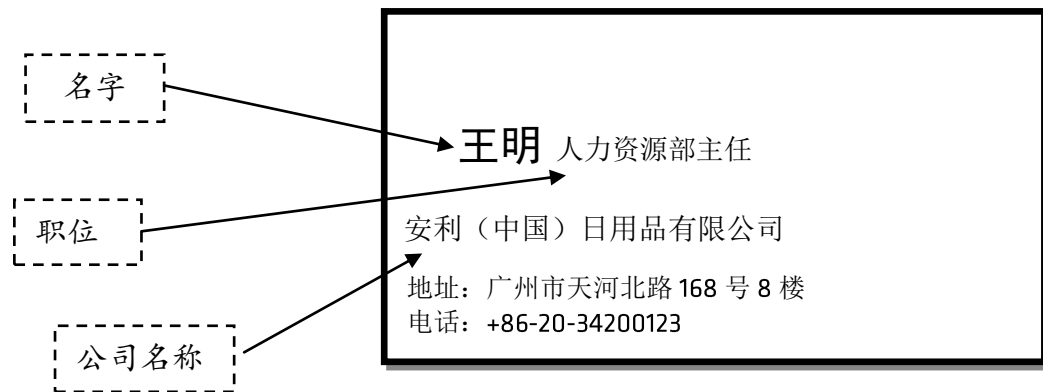 名字
王明 人力资源部主任
职位
安利（中国）日用品有限公司
地址：广州市天河北路 168 号 8 楼
电话：+86-20-34200123
公司名称